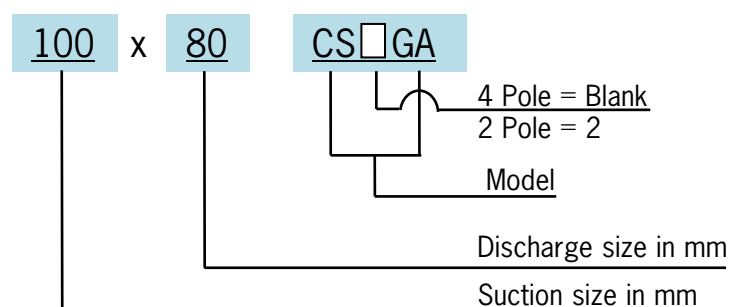 100 x 80 CS□GA
4 Pole = Blank
2 Pole = 2
Model
Discharge size in mm
Suction size in mm